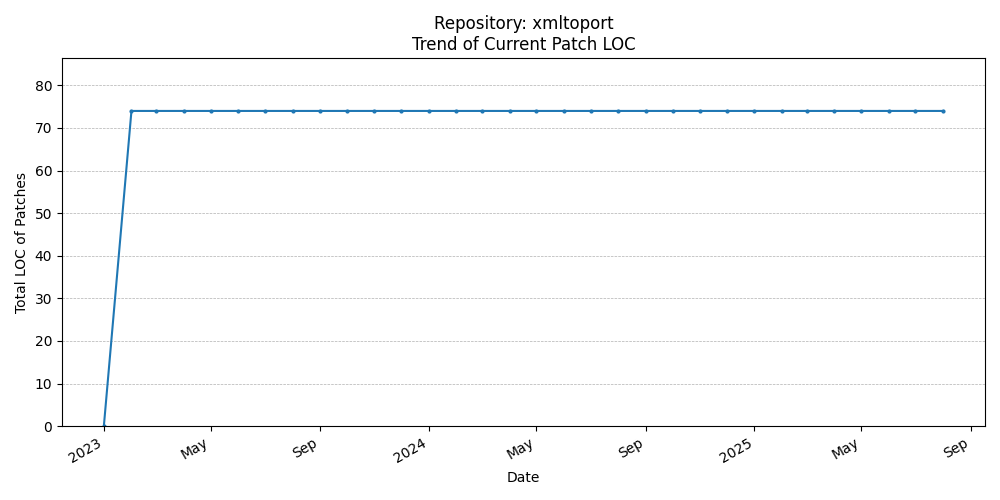 Repository: xmltoport
Trend of Current Patch LOC
80
70
60
50
40
30
20
10
0
Total LOC of Patches
2023
May
Sep
2024
May
Sep
2025
May
Sep
Date